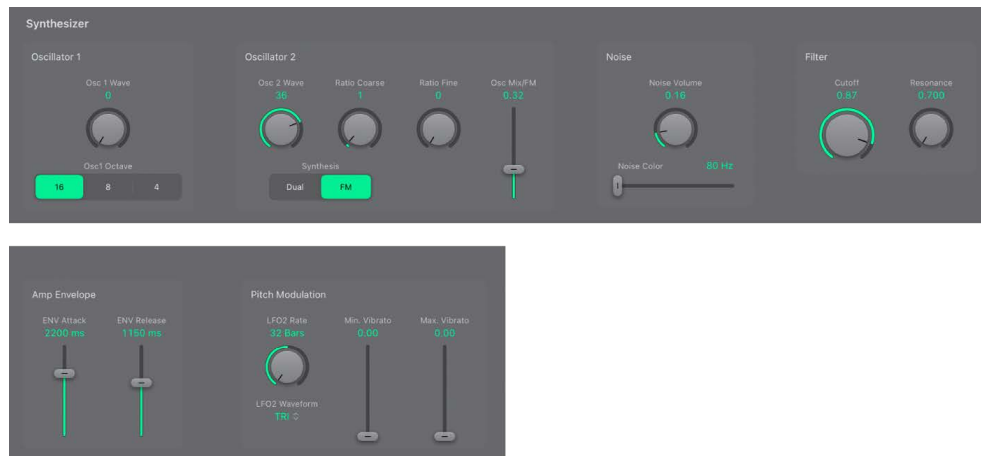 Synthesizer
Oscillator 1
Osc 1 Wave
0
Osc1 Octave
16 8 4
Oscillator 2
Osc 2 Wave Ratio Coarse Ratio Fine Osc Mix/FM
36 1 0 0.32
Synthesis
Dual FM
Noise
Noise Volume
0.16
Noise Color 80 Hz
Filter
Cutoff Resonance
0.87 0.700
Amp Envelope
ENV Attack ENV Release
2200 ms 1150 ms
Pitch Modulation
LFO2 Rate Min. Vibrato Max. Vibrato
32 Bars 0.00 0.00
LFO2 Waveform
TRI